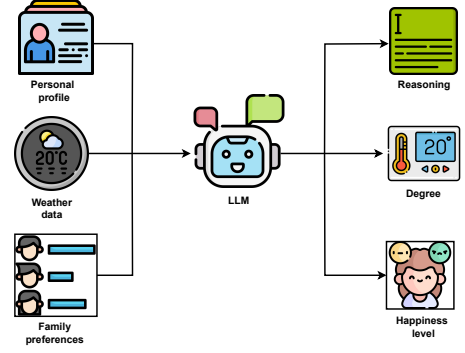 Personal
profile
20°C
Weather
data
Family
preferences
LLM
Reasoning
20°
Degree
Happiness
level